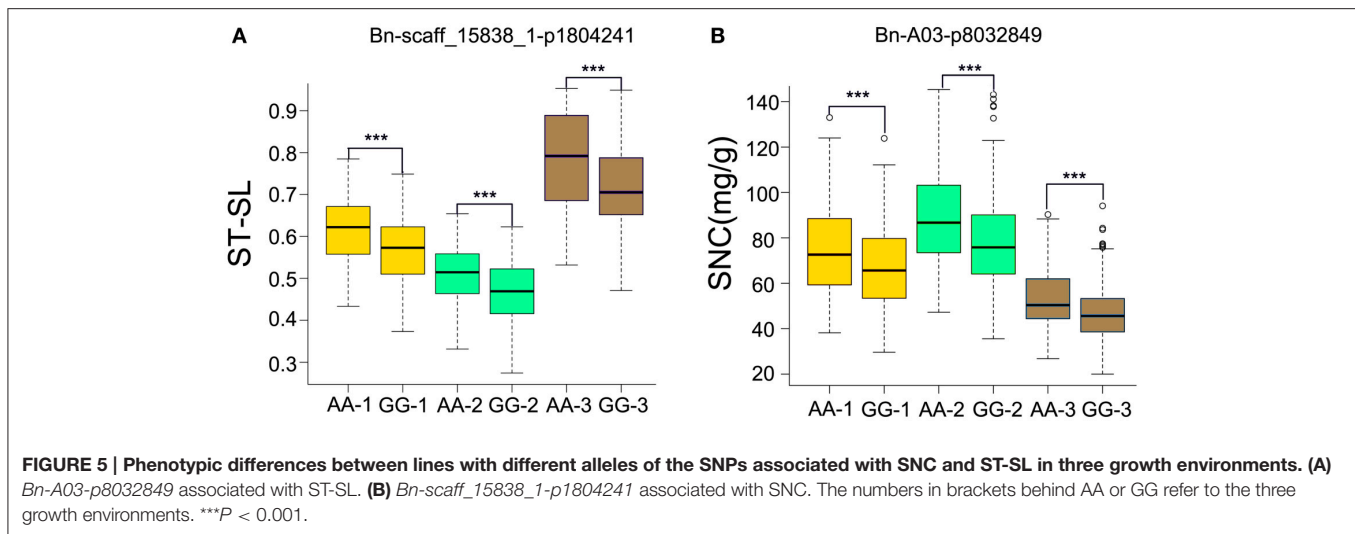 A
Bn-scaff_15838_1-p1804241
***
***
***
ST-SL
0.9
0.8
0.7
0.6
0.5
0.4
0.3
AA-1 GG-1 AA-2 GG-2 AA-3 GG-3
B
Bn-A03-p8032849
***
***
***
SNC(mg/g)
140
120
100
80
60
40
20
AA-1 GG-1 AA-2 GG-2 AA-3 GG-3
FIGURE 5 | Phenotypic differences between lines with different alleles of the SNPs associated with SNC and ST-SL in three growth environments. (A)
Bn-A03-p8032849 associated with ST-SL. (B) Bn-scaff_15838_1-p1804241 associated with SNC. The numbers in brackets behind AA or GG refer to the three
growth environments. ***P < 0.001.